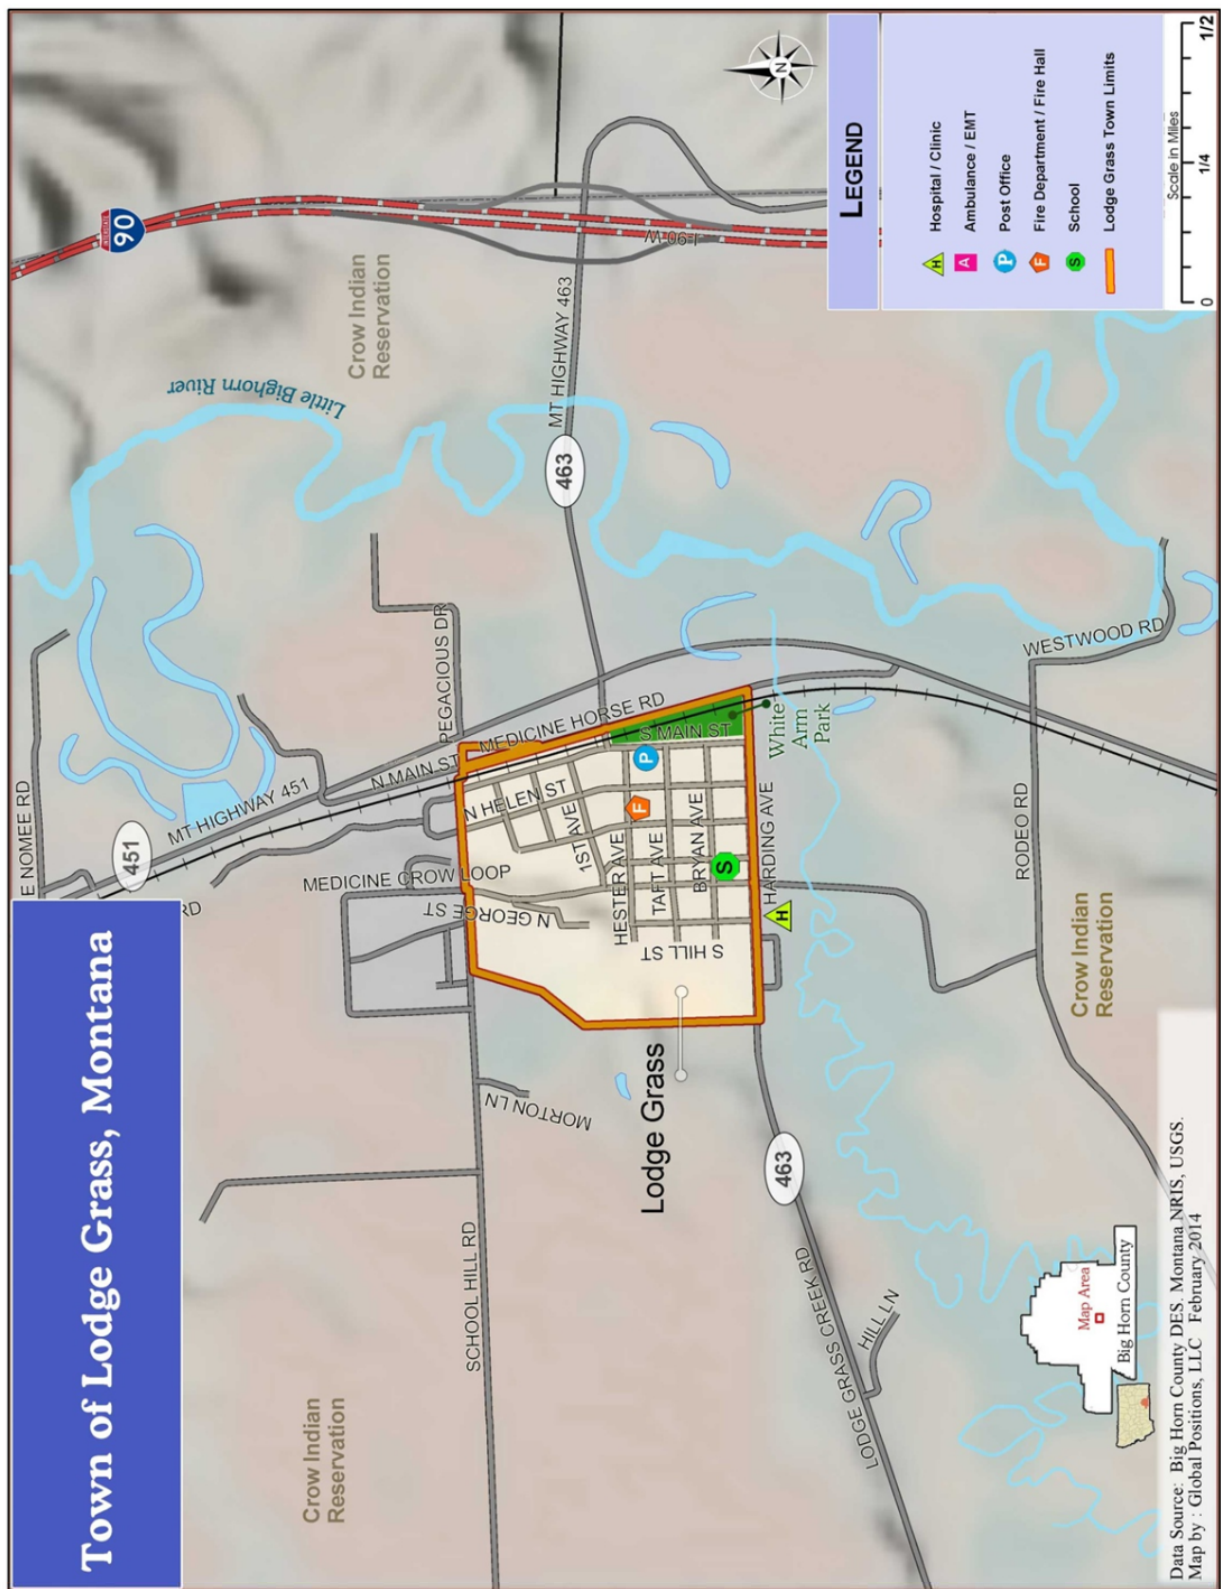 Town of Lodge Grass, Montana
INTERSTATE
90
I-90 W
Little Bighorn River
Crow Indian
Reservation
MT HIGHWAY 463
463
E NOMEE RD
451
MT HIGHWAY 451
RD
PEGACIOUS DR
MEDICINE HORSE RD
N MAIN ST
S MAIN ST
N HELEN ST
1ST AVE
MEDICINE CROW LOOP
N GEORGE ST
HESTER AVE
TAFT AVE
BRYAN AVE
HARDING AVE
S HILL ST
P
F
S
H
White
Arm
Park
WESTWOOD RD
RODEO RD
Crow Indian
Reservation
MORTON LN
Lodge Grass
SCHOOL HILL RD
463
LODGE GRASS CREEK RD
HILL LN
Crow Indian
Reservation
N
LEGEND
H Hospital / Clinic
A Ambulance / EMT
P Post Office
F Fire Department / Fire Hall
S School
Lodge Grass Town Limits
Scale in Miles
0 1/4 1/2
Map Area
Big Horn County
Data Source: Big Horn County DES. Montana NRIS, USGS.
Map by : Global Positions, LLC February 2014